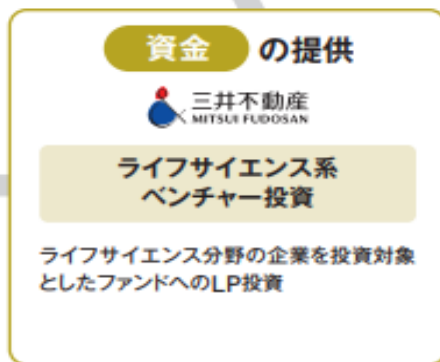 資金 の提供
三井不動産
MITSUI FUDOSAN
ライフサイエンス系
ベンチャー投資
ライフサイエンス分野の企業を投資対象
としたファンドへのLP投資